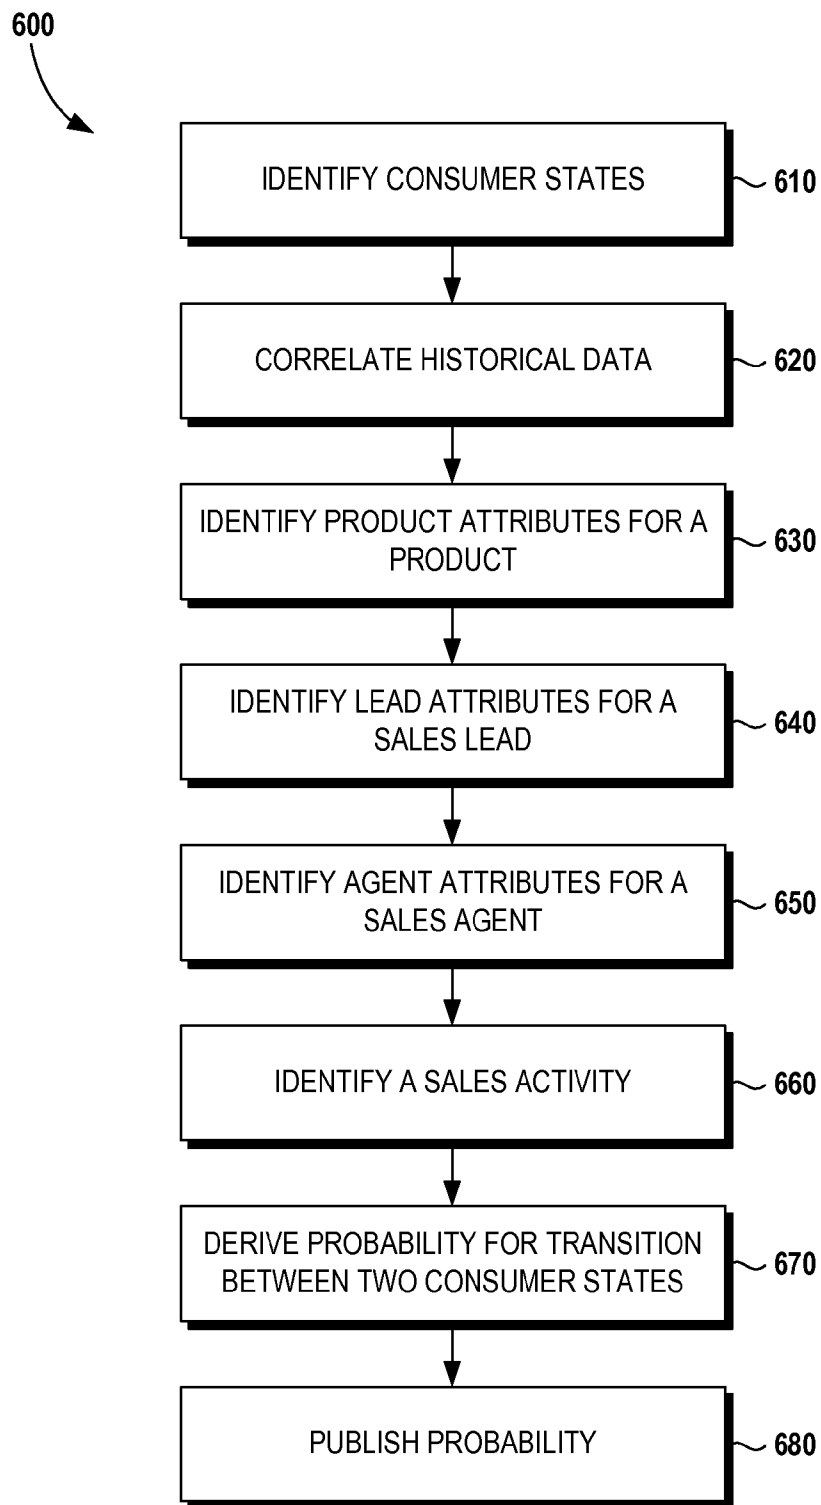 600
IDENTIFY CONSUMER STATES
610
CORRELATE HISTORICAL DATA
620
IDENTIFY PRODUCT ATTRIBUTES FOR A
PRODUCT
630
IDENTIFY LEAD ATTRIBUTES FOR A
SALES LEAD
640
IDENTIFY AGENT ATTRIBUTES FOR A
SALES AGENT
650
IDENTIFY A SALES ACTIVITY
660
DERIVE PROBABILITY FOR TRANSITION
BETWEEN TWO CONSUMER STATES
670
PUBLISH PROBABILITY
680